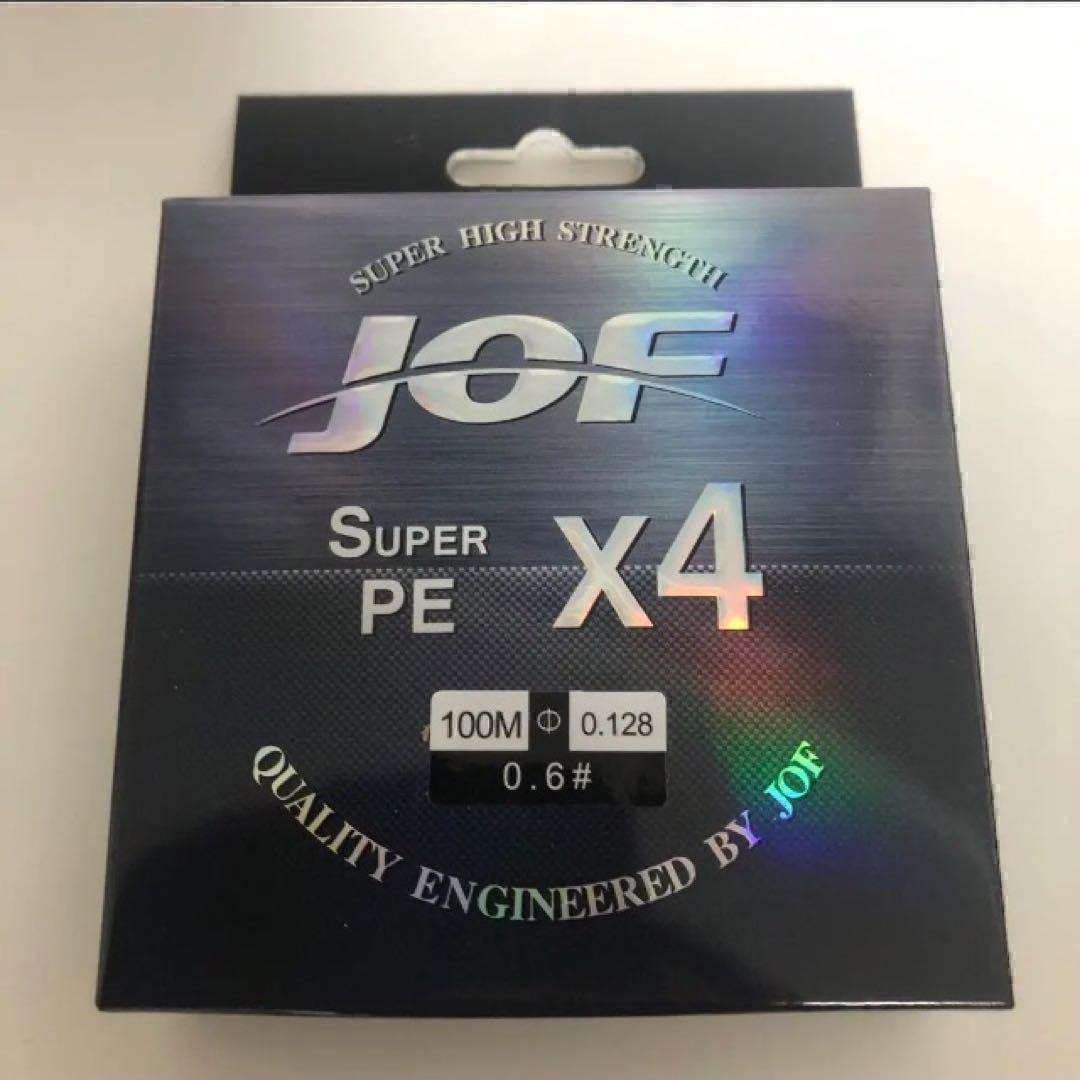 SUPER HIGH STRENGTH
JOF
SUPER
PE
X4
100M Φ 0.128
0.6#
QUALITY ENGINEERED BY JOF